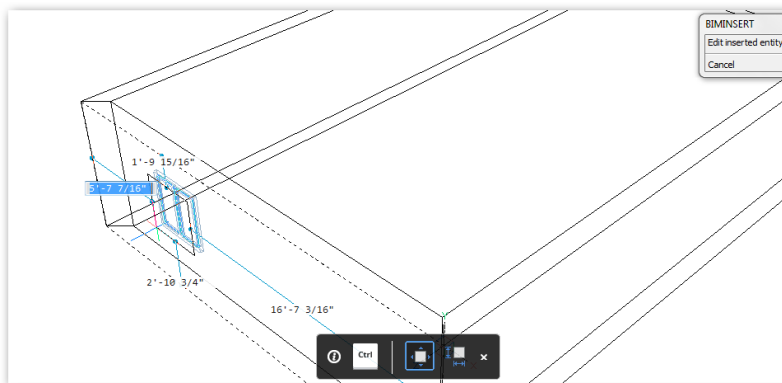 BIMINSERT
Edit inserted entity
Cancel
1'-9 15/16"
5'-7 7/16"
2'-10 3/4"
16'-7 3/16"
Ctrl